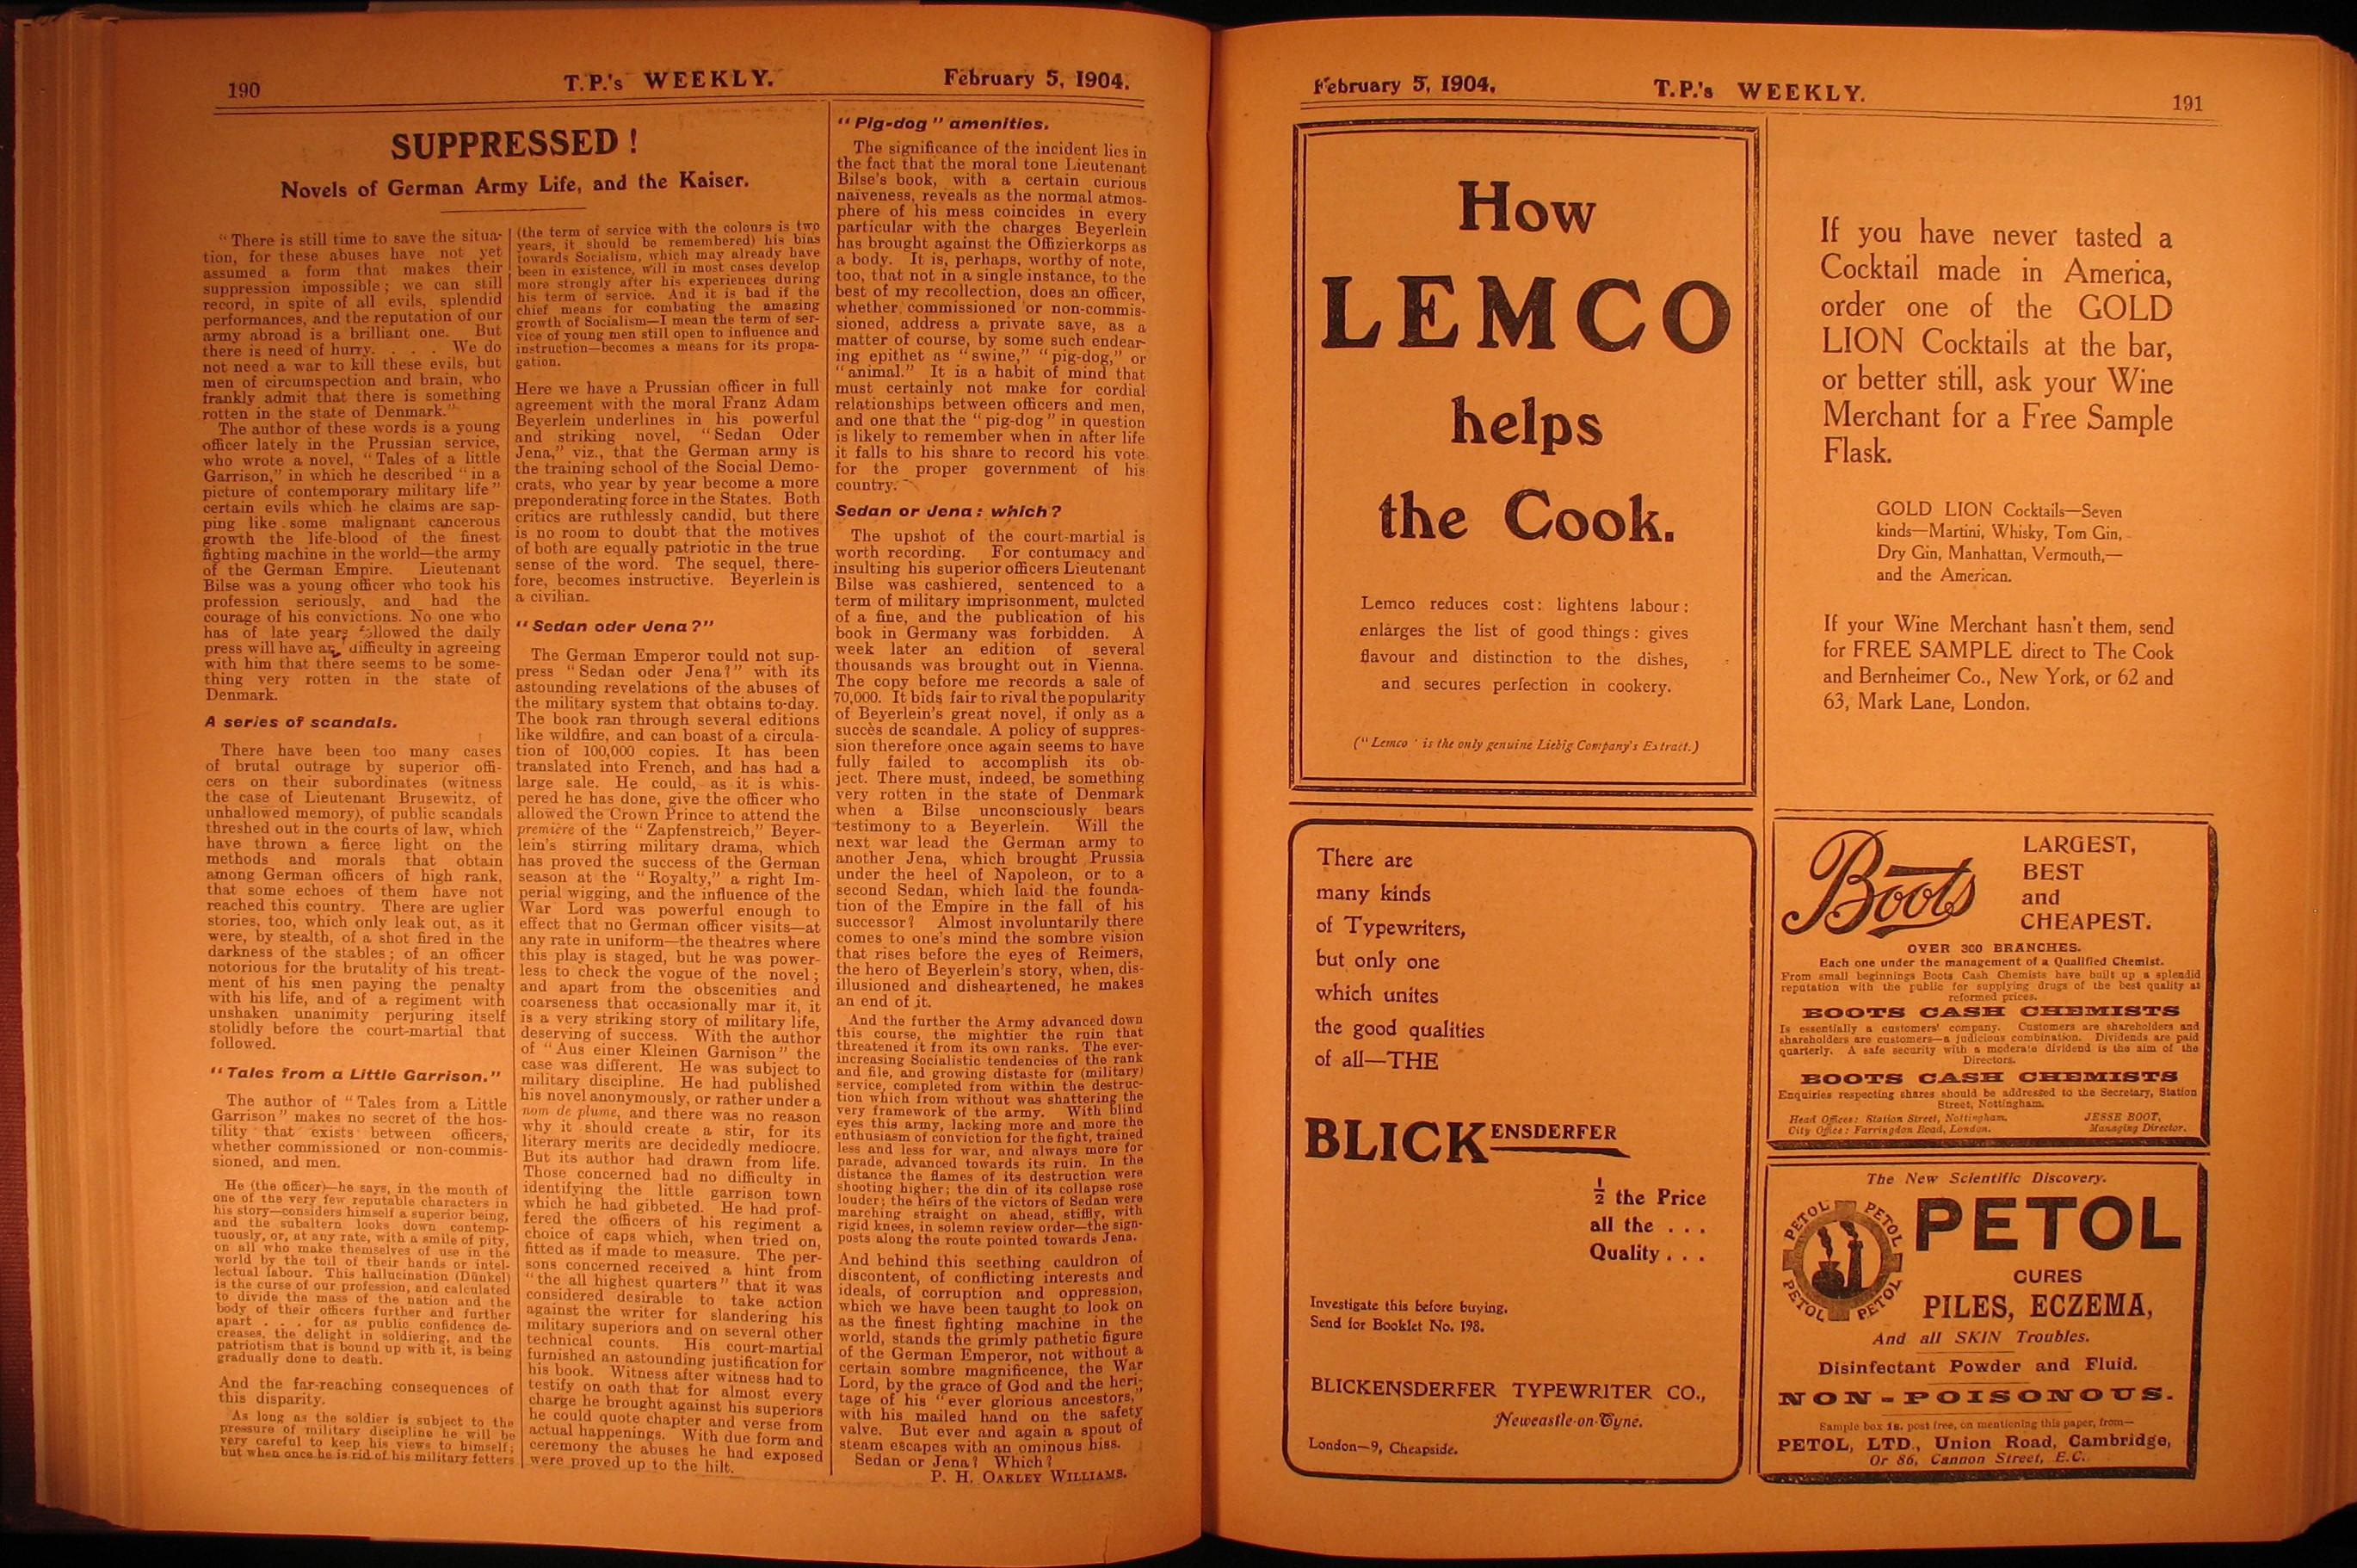 190
T.P.'s WEEKLY.
February 5, 1904.
SUPPRESSED!
Novels of German Army Life, and the Kaiser.
"There is still time to save the situa-
tion, for these abuses have not yet
assumed a form that makes their
suppression impossible; we can still
record, in spite of all evils, splendid
performances, and the reputation of our
army abroad is a brilliant one. But
there is need of hurry. . . . We do
not need a war to kill these evils, but
men of circumspection and brain, who
frankly admit that there is something
rotten in the state of Denmark."
The author of these words is a young
officer lately in the Prussian service,
who wrote a novel, "Tales of a little
Garrison," in which he described "in a
picture of contemporary military life"
certain evils which he claims are sap-
ping like some malignant cancerous
growth the life-blood of the finest
fighting machine in the world—the army
of the German Empire. Lieutenant
Bilse was a young officer who took his
profession seriously, and had the
courage of his convictions. No one who
has of late years followed the daily
press will have any difficulty in agreeing
with him that there seems to be some-
thing very rotten in the state of
Denmark.
A series of scandals.
There have been too many cases
of brutal outrage by superior offi-
cers on their subordinates (witness
the case of Lieutenant Brusewitz, of
unhallowed memory), of public scandals
threshed out in the courts of law, which
have thrown a fierce light on the
methods and morals that obtain
among German officers of high rank,
that some echoes of them have not
reached this country. There are uglier
stories, too, which only leak out, as it
were, by stealth, of a shot fired in the
darkness of the stables; of an officer
notorious for the brutality of his treat-
ment of his men paying the penalty
with his life, and of a regiment with
unshaken unanimity perjuring itself
stolidly before the court-martial that
followed.
"Tales from a Little Garrison."
The author of "Tales from a Little
Garrison" makes no secret of the hos-
tility that exists between officers,
whether commissioned or non-commis-
sioned, and men.
He (the officer)—he says, in the month of
one of the very few reputable characters in
his story—considers himself a superior being,
and the subaltern looks down contemp-
tuously, or, at any rate, with a smile of pity,
on all who make themselves of use in the
world by the toil of their hands or intel-
lectual labour. This hallucination (Dünkel)
is the curse of our profession, and calculated
to divide the mass of the nation and the
body of their officers further and further
apart . . . for as public confidence de-
creases, the delight in soldiering, and the
patriotism that is bound up with it, is being
gradually done to death.
And the far-reaching consequences of
this disparity.
As long as the soldier is subject to the
pressure of military discipline he will be
very careful to keep his views to himself;
but when once he is rid of his military fetters
(the term of service with the colours is two
years, it should be remembered) his bias
towards Socialism, which may already have
been in existence, will in most cases develop
more strongly after his experiences during
his term of service. And it is bad if the
chief means for combating the amazing
growth of Socialism—I mean the term of ser-
vice of young men still open to influence and
instruction—becomes a means for its propa-
gation.
Here we have a Prussian officer in full
agreement with the moral Franz Adam
Beyerlein underlines in his powerful
and striking novel, "Sedan Oder
Jena," viz., that the German army is
the training school of the Social Demo-
crats, who year by year become a more
preponderating force in the States. Both
critics are ruthlessly candid, but there
is no room to doubt that the motives
of both are equally patriotic in the true
sense of the word. The sequel, there-
fore, becomes instructive. Beyerlein is
a civilian.
"Sedan oder Jena?"
The German Emperor could not sup-
press "Sedan oder Jena?" with its
astounding revelations of the abuses of
the military system that obtains to-day.
The book ran through several editions
like wildfire, and can boast of a circula-
tion of 100,000 copies. It has been
translated into French, and has had a
large sale. He could, as it is whis-
pered he has done, give the officer who
allowed the Crown Prince to attend the
première of the "Zapfenstreich," Beyer-
lein's stirring military drama, which
has proved the success of the German
season at the "Royalty," a right Im-
perial wigging, and the influence of the
War Lord was powerful enough to
effect that no German officer visits—at
any rate in uniform—the theatres where
this play is staged, but he was power-
less to check the vogue of the novel;
and apart from the obscenities and
coarseness that occasionally mar it, it
is a very striking story of military life,
deserving of success. With the author
of "Aus einer Kleinen Garnison" the
case was different. He was subject to
military discipline. He had published
his novel anonymously, or rather under a
nom de plume, and there was no reason
why it should create a stir, for its
literary merits are decidedly mediocre.
But its author had drawn from life.
Those concerned had no difficulty in
identifying the little garrison town
which he had gibbeted. He had prof-
fered the officers of his regiment a
choice of caps which, when tried on,
fitted as if made to measure. The per-
sons concerned received a hint from
"the all highest quarters" that it was
considered desirable to take action
against the writer for slandering his
military superiors and on several other
technical counts. His court-martial
furnished an astounding justification for
his book. Witness after witness had to
testify on oath that for almost every
charge he brought against his superiors
he could quote chapter and verse from
actual happenings. With due form and
ceremony the abuses he had exposed
were proved up to the hilt.
"Pig-dog" amenities.
The significance of the incident lies in
the fact that the moral tone Lieutenant
Bilse's book, with a certain curious
naïveness, reveals as the normal atmos-
phere of his mess coincides in every
particular with the charges Beyerlein
has brought against the Offizierkorps as
a body. It is, perhaps, worthy of note,
too, that not in a single instance, to the
best of my recollection, does an officer,
whether commissioned or non-commis-
sioned, address a private save, as a
matter of course, by some such endear-
ing epithet as "swine," "pig-dog," or
"animal." It is a habit of mind that
must certainly not make for cordial
relationships between officers and men,
and one that the "pig-dog" in question
is likely to remember when in after life
it falls to his share to record his vote
for the proper government of his
country.
Sedan or Jena: which?
The upshot of the court-martial is
worth recording. For contumacy and
insulting his superior officers Lieutenant
Bilse was cashiered, sentenced to a
term of military imprisonment, mulcted
of a fine, and the publication of his
book in Germany was forbidden. A
week later an edition of several
thousands was brought out in Vienna.
The copy before me records a sale of
70,000. It bids fair to rival the popularity
of Beyerlein's great novel, if only as a
succès de scandale. A policy of suppres-
sion therefore once again seems to have
fully failed to accomplish its ob-
ject. There must, indeed, be something
very rotten in the state of Denmark
when a Bilse unconsciously bears
testimony to a Beyerlein. Will the
next war lead the German army to
another Jena, which brought Prussia
under the heel of Napoleon, or to a
second Sedan, which laid the founda-
tion of the Empire in the fall of his
successor? Almost involuntarily there
comes to one's mind the sombre vision
that rises before the eyes of Reimers,
the hero of Beyerlein's story, when, dis-
illusioned and disheartened, he makes
an end of it.
And the further the Army advanced down
this course, the mightier the ruin that
threatened it from its own ranks. The ever-
increasing Socialistic tendencies of the rank
and file, and growing distaste for (military)
service, completed from within the destruc-
tion which from without was shattering the
very framework of the army. With blind
eyes this army, lacking more and more the
enthusiasm of conviction for the fight, trained
less and less for war, and always more for
parade, advanced towards its ruin. In the
distance the flames of its destruction were
shooting higher; the din of its collapse rose
louder; the heirs of the victors of Sedan were
marching straight on ahead, stiffly, with
rigid knees, in solemn review order—the sign-
posts along the route pointed towards Jena.
And behind this seething cauldron of
discontent, of conflicting interests and
ideals, of corruption and oppression,
which we have been taught to look on
as the finest fighting machine in the
world, stands the grimly pathetic figure
of the German Emperor, not without a
certain sombre magnificence, the War
Lord, by the grace of God and the heri-
tage of his "ever glorious ancestors,"
with his mailed hand on the safety
valve. But ever and again a spout of
steam escapes with an ominous hiss.
Sedan or Jena? Which?
P. H. OAKLEY WILLIAMS.
February 5, 1904.
T.P.'s WEEKLY.
191
How
LEMCO
helps
the Cook.
Lemco reduces cost: lightens labour:
enlarges the list of good things: gives
flavour and distinction to the dishes,
and secures perfection in cookery.
("Lemco" is the only genuine Liebig Company's Extract.)
If you have never tasted a
Cocktail made in America,
order one of the GOLD
LION Cocktails at the bar,
or better still, ask your Wine
Merchant for a Free Sample
Flask.
GOLD LION Cocktails—Seven
kinds—Martini, Whisky, Tom Gin,
Dry Gin, Manhattan, Vermouth,—
and the American.
If your Wine Merchant hasn't them, send
for FREE SAMPLE direct to The Cook
and Bernheimer Co., New York, or 62 and
63, Mark Lane, London.
There are
many kinds
of Typewriters,
but only one
which unites
the good qualities
of all—THE
BLICKENSDERFER
½ the Price
all the . . .
Quality . . .
Investigate this before buying.
Send for Booklet No. 198.
BLICKENSDERFER TYPEWRITER CO.,
Newcastle-on-Tyne.
London—9, Cheapside.
Boots
LARGEST,
BEST
and
CHEAPEST.
OVER 300 BRANCHES.
Each one under the management of a Qualified Chemist.
From small beginnings Boots Cash Chemists have built up a splendid
reputation with the public for supplying drugs of the best quality at
reformed prices.
BOOTS CASH CHEMISTS
Is essentially a customers' company. Customers are shareholders and
shareholders are customers—a judicious combination. Dividends are paid
quarterly. A safe security with a moderate dividend is the aim of the
Directors.
BOOTS CASH CHEMISTS
Enquiries respecting shares should be addressed to the Secretary, Station
Street, Nottingham.
Head Offices: Station Street, Nottingham.
City Office: Farringdon Road, London.
JESSE BOOT,
Managing Director.
The New Scientific Discovery.
PETOL PETOL PETOL PETOL
PETOL
CURES
PILES, ECZEMA,
And all SKIN Troubles.
Disinfectant Powder and Fluid.
NON-POISONOUS.
Sample box 1s. post free, on mentioning this paper, from—
PETOL, LTD., Union Road, Cambridge,
Or 86, Cannon Street, E.C.